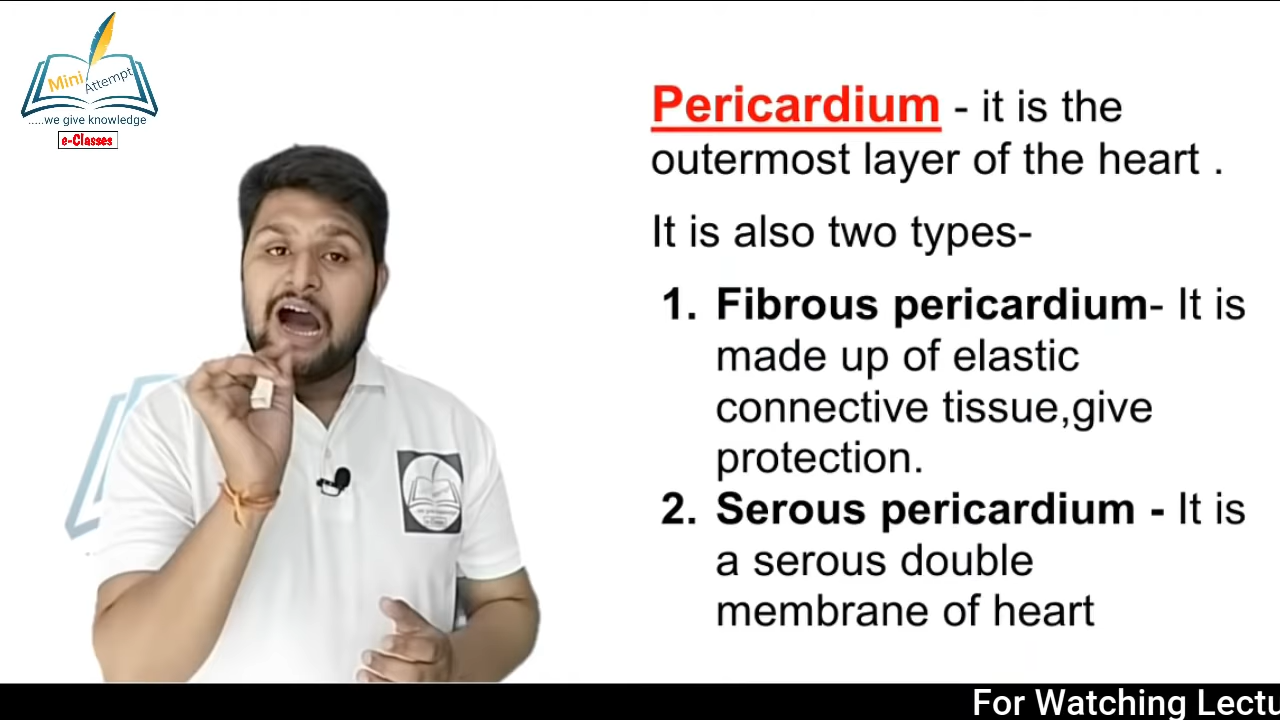 Mini Attempt
.....we give knowledge
e-Classes
Pericardium - it is the
outermost layer of the heart .
It is also two types-
1. Fibrous pericardium- It is
made up of elastic
connective tissue,give
protection.
2. Serous pericardium - It is
a serous double
membrane of heart
For Watching Lectu